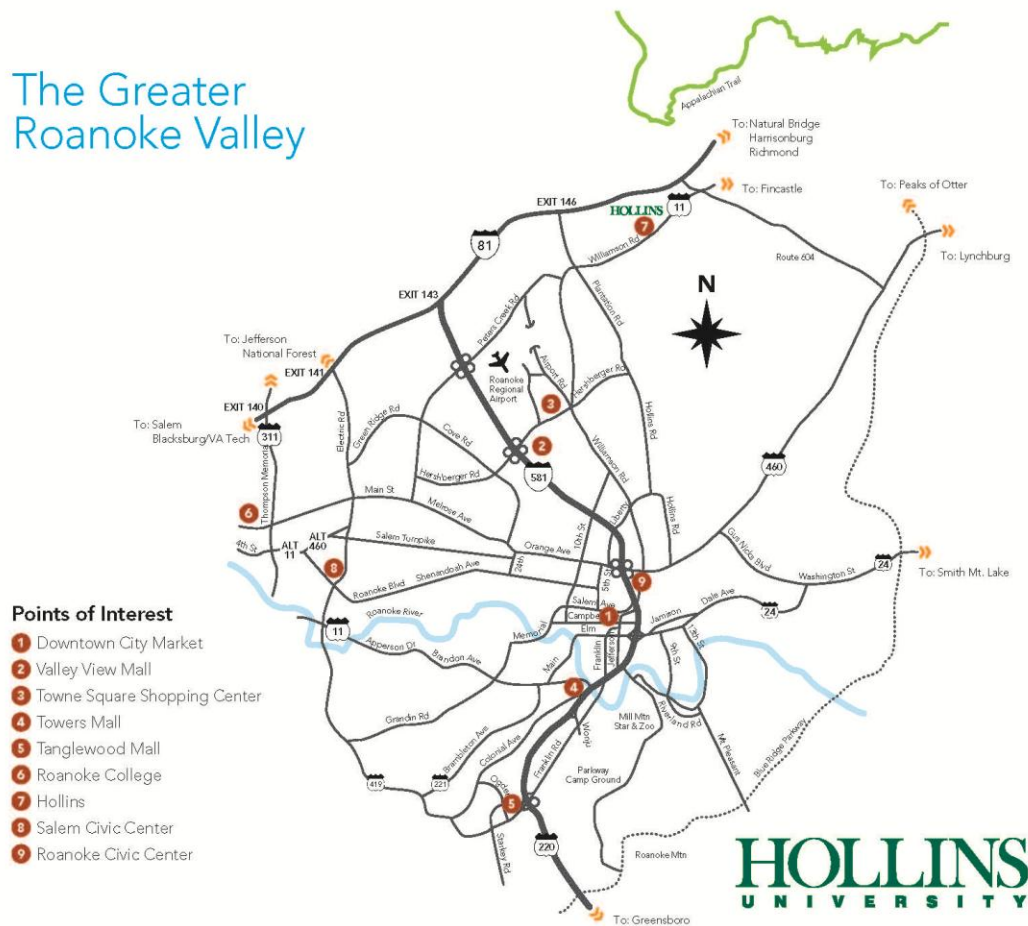 The Greater
Roanoke Valley
Appalachian Trail
To: Natural Bridge
Harrisonburg
Richmond
To: Fincastle
To: Peaks of Otter
EXIT 146
HOLLINS
7
11
To: Lynchburg
81
Williamson Rd
Route 604
N
EXIT 143
Peters Creek Rd
Plantation Rd
To: Jefferson
National Forest
EXIT 141
Roanoke
Regional
Airport
Airport Rd
Hershberger Rd
3
EXIT 140
To: Salem
Blacksburg/VA Tech
311
Electric Rd
Green Ridge Rd
Cove Rd
2
Hollins Rd
Hershberger Rd
581
Williamson Rd
460
Thompson Memorial
Main St
Melrose Ave
6
4th St
ALT
11
ALT
460
Salem Turnpike
Orange Ave
10th St
Liberty
Hollins Rd
Gus Nicks Blvd
8
24th
Shenandoah Ave
Roanoke Blvd
5th St
9
Washington St
24
To: Smith Mt. Lake
Points of Interest
1 Downtown City Market
2 Valley View Mall
3 Towne Square Shopping Center
4 Towers Mall
5 Tanglewood Mall
6 Roanoke College
7 Hollins
8 Salem Civic Center
9 Roanoke Civic Center
Roanoke River
Salem Ave
Campbell
1
Elm
Jamison
Dale Ave
24
11
Apperson Dr
Brandon Ave
Memorial
Main
Franklin
Jefferson
9th St
13th St
4
Grandin Rd
Mill Mtn
Star & Zoo
Riverland Rd
Mt. Pleasant
Blue Ridge Parkway
Brambleton Ave
Colonial Ave
Franklin Rd
Parkway
Camp Ground
419
221
5
Starkey Rd
220
Roanoke Mtn
To: Greensboro
HOLLINS
UNIVERSITY